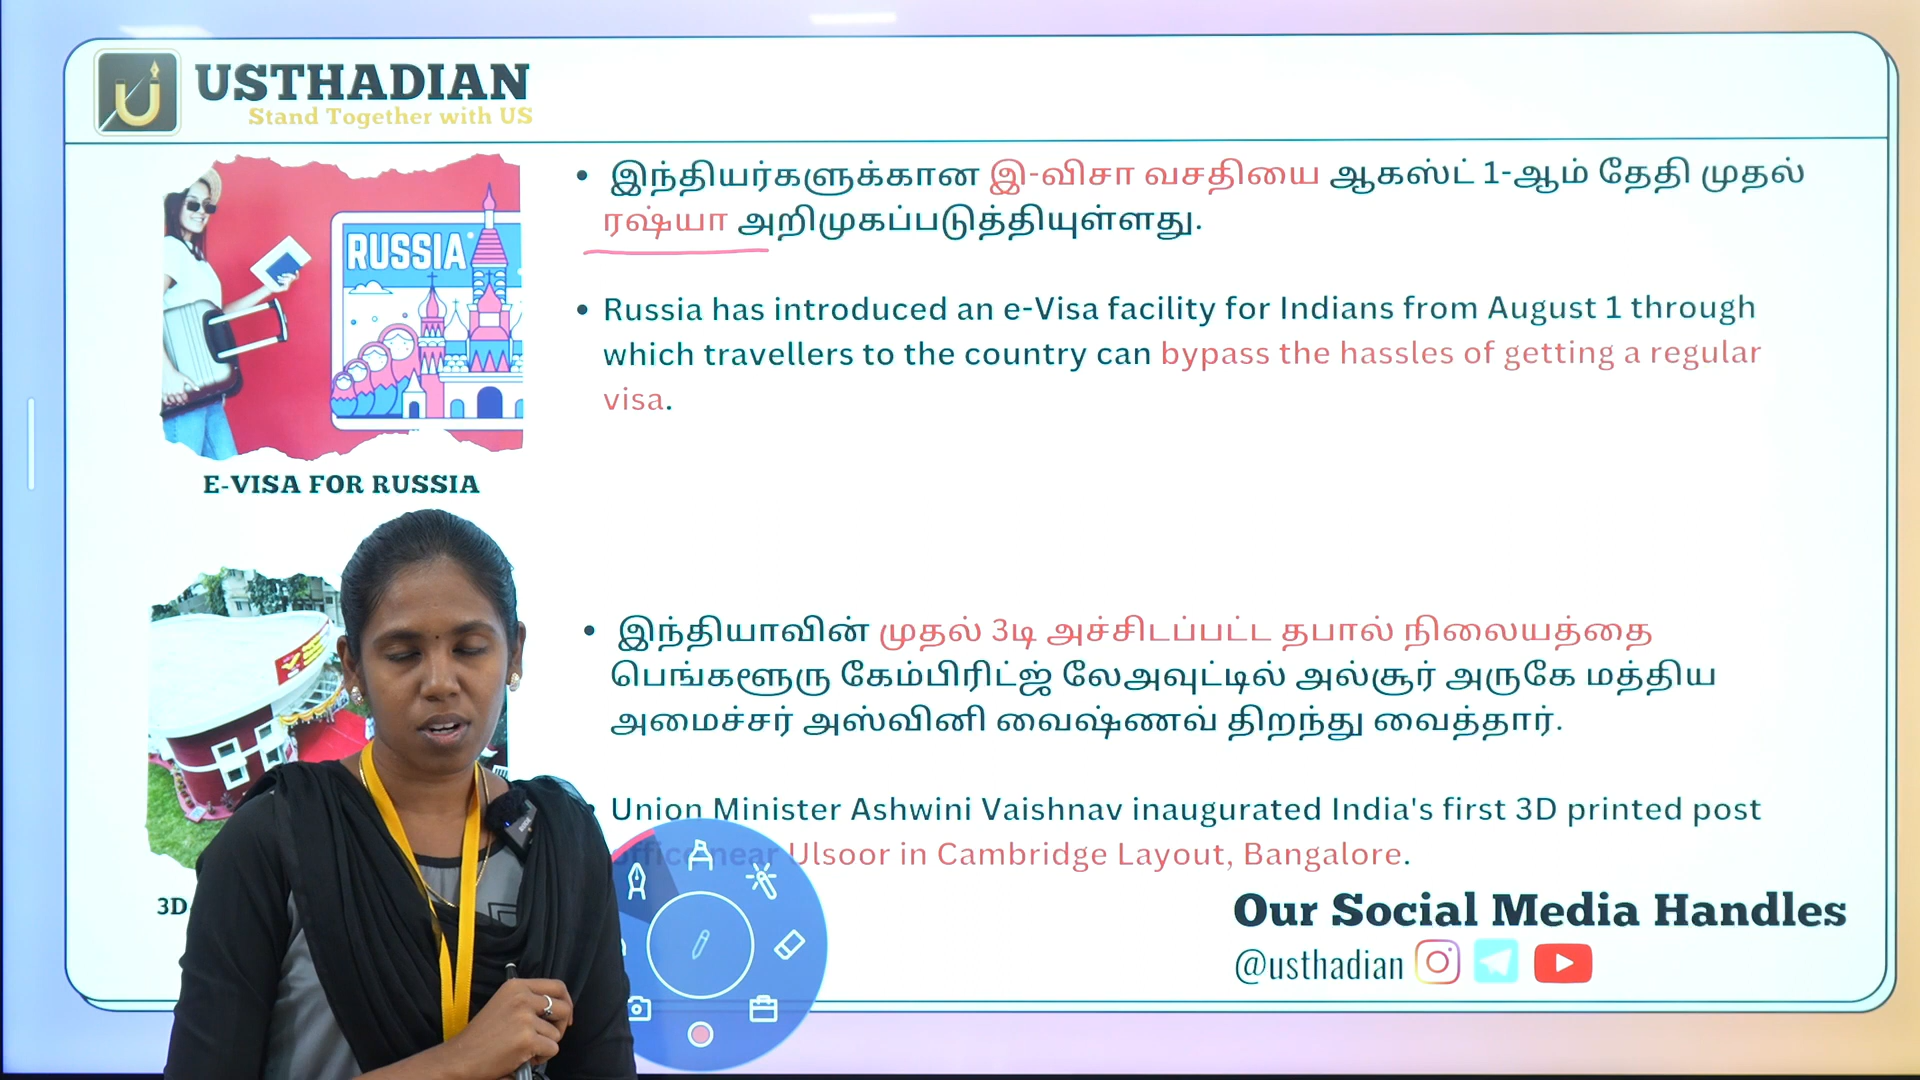 USTHADIAN
Stand Together with US
RUSSIA
E-VISA FOR RUSSIA
• இந்தியர்களுக்கான இ-விசா வசதியை ஆகஸ்ட் 1-ஆம் தேதி முதல்
ரஷ்யா அறிமுகப்படுத்தியுள்ளது.
• Russia has introduced an e-Visa facility for Indians from August 1 through
which travellers to the country can bypass the hassles of getting a regular
visa.
3D
• இந்தியாவின் முதல் 3டி அச்சிடப்பட்ட தபால் நிலையத்தை
பெங்களூரு கேம்பிரிட்ஜ் லேஅவுட்டில் அல்சூர் அருகே மத்திய
அமைச்சர் அஸ்வினி வைஷ்ணவ் திறந்து வைத்தார்.
• Union Minister Ashwini Vaishnav inaugurated India's first 3D printed post
office near Ulsoor in Cambridge Layout, Bangalore.
Our Social Media Handles
@usthadian